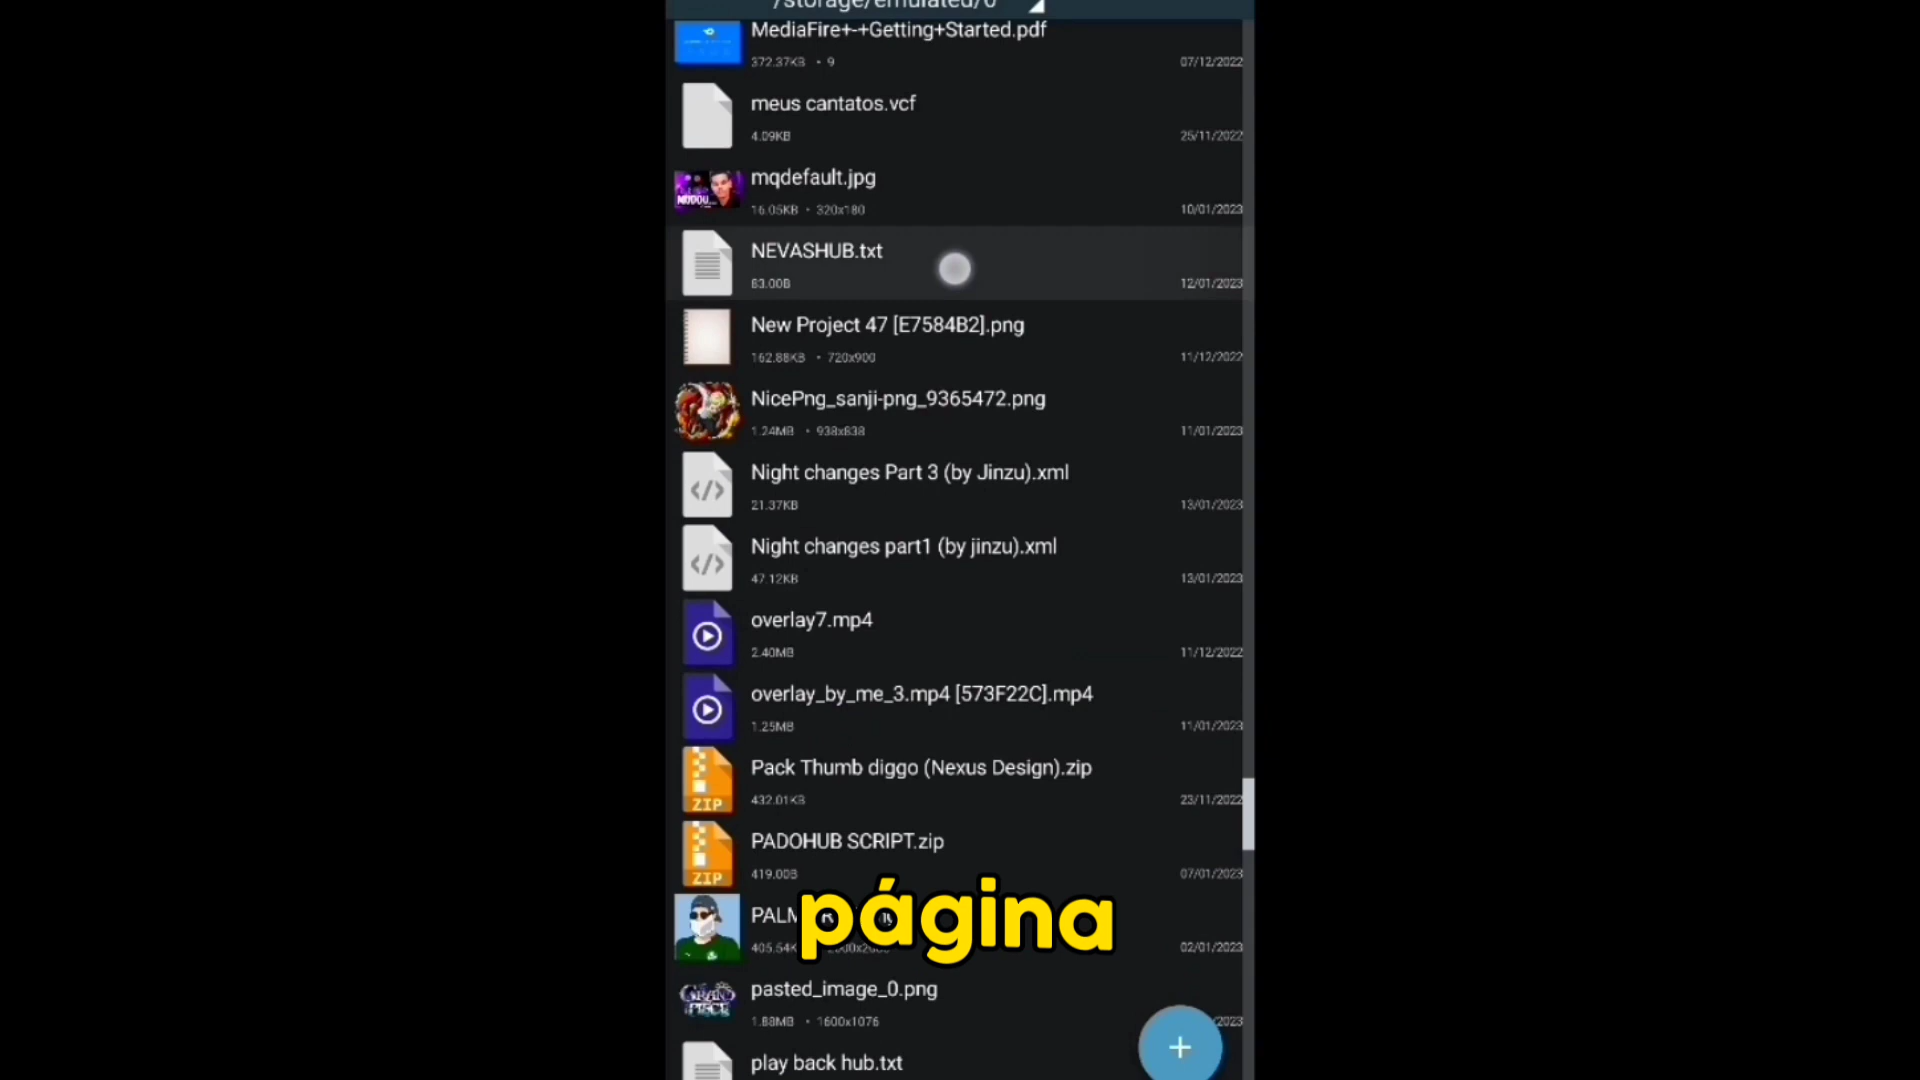 /storage/emulated/0
MediaFire+-+Getting+Started.pdf
372.37KB • 9 07/12/2022
meus cantatos.vcf
4.09KB 25/11/2022
mqdefault.jpg
16.05KB • 320x180 10/01/2023
NEVASHUB.txt
83.00B 12/01/2023
New Project 47 [E7584B2].png
162.88KB • 720x900 11/12/2022
NicePng_sanji-png_9365472.png
1.24MB • 938x838 11/01/2023
Night changes Part 3 (by Jinzu).xml
21.37KB 13/01/2023
Night changes part1 (by jinzu).xml
47.12KB 13/01/2023
overlay7.mp4
2.40MB 11/12/2022
overlay_by_me_3.mp4 [573F22C].mp4
1.25MB 11/01/2023
Pack Thumb diggo (Nexus Design).zip
ZIP 432.01KB 23/11/2022
PADOHUB SCRIPT.zip
ZIP 419.00B 07/01/2023
página
02/01/2023
pasted_image_0.png
1.88MB • 1600x1076
play back hub.txt